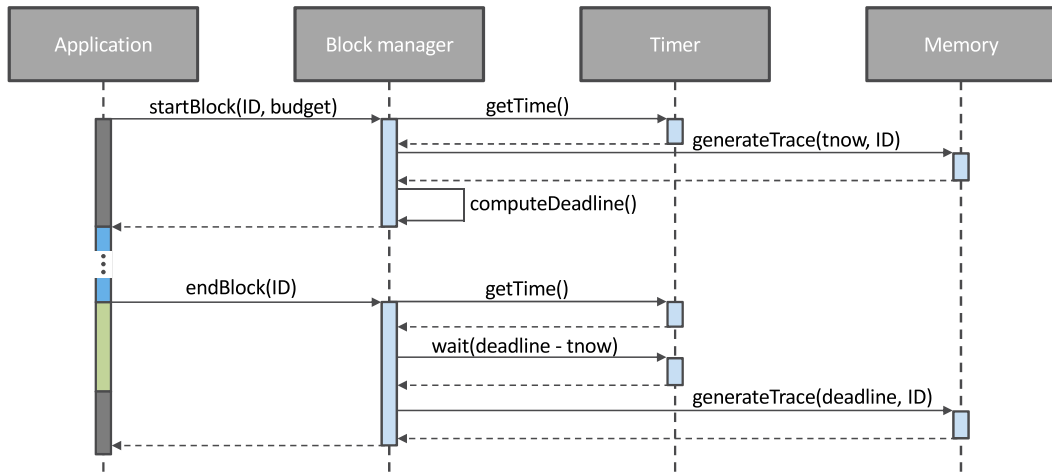 Application
Block manager
Timer
Memory
startBlock(ID, budget)
getTime()
generateTrace(tnow, ID)
computeDeadline()
endBlock(ID)
getTime()
wait(deadline - tnow)
generateTrace(deadline, ID)